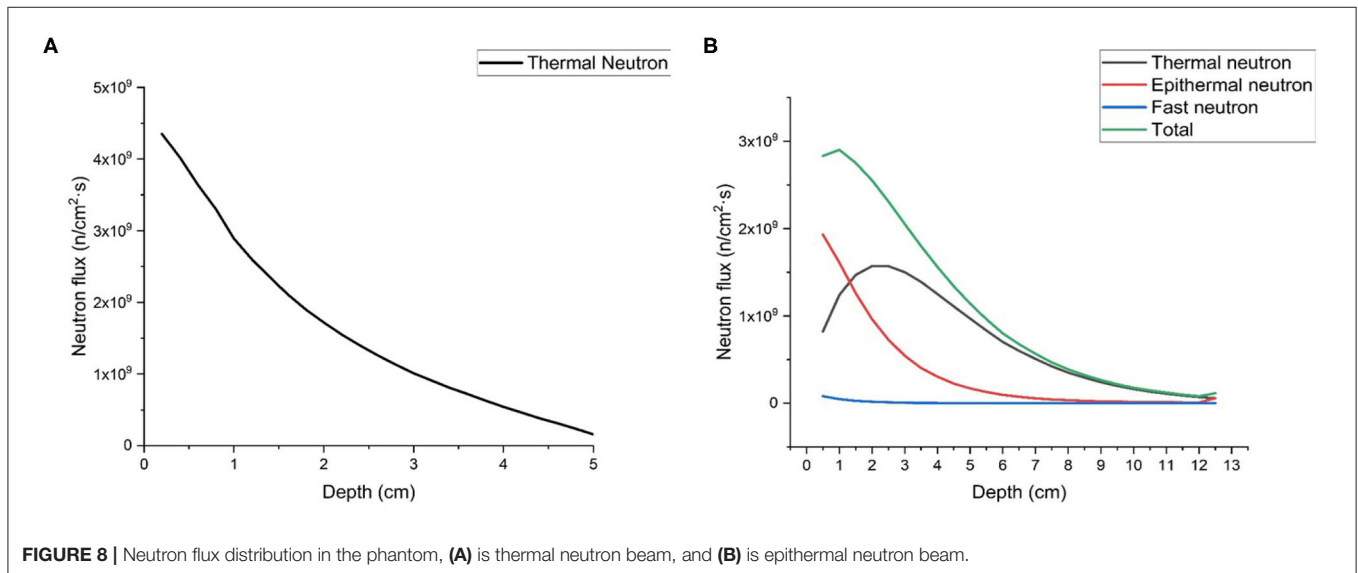 A
Thermal Neutron
5x10⁹
4x10⁹
3x10⁹
2x10⁹
1x10⁹
0
Neutron flux (n/cm²·s)
0 1 2 3 4 5
Depth (cm)
B
Thermal neutron
Epithermal neutron
Fast neutron
Total
3x10⁹
2x10⁹
1x10⁹
0
Neutron flux (n/cm²·s)
0 1 2 3 4 5 6 7 8 9 10 11 12 13
Depth (cm)
FIGURE 8 | Neutron flux distribution in the phantom, (A) is thermal neutron beam, and (B) is epithermal neutron beam.